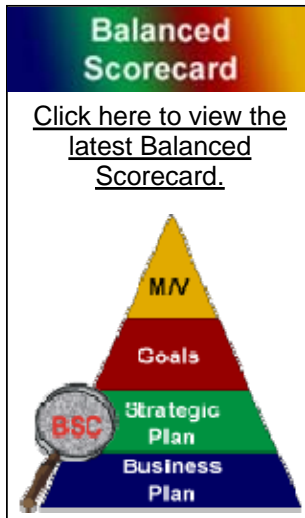 Balanced
Scorecard
Click here to view the
latest Balanced
Scorecard.
M/V
Goals
BSC
Strategic
Plan
Business
Plan